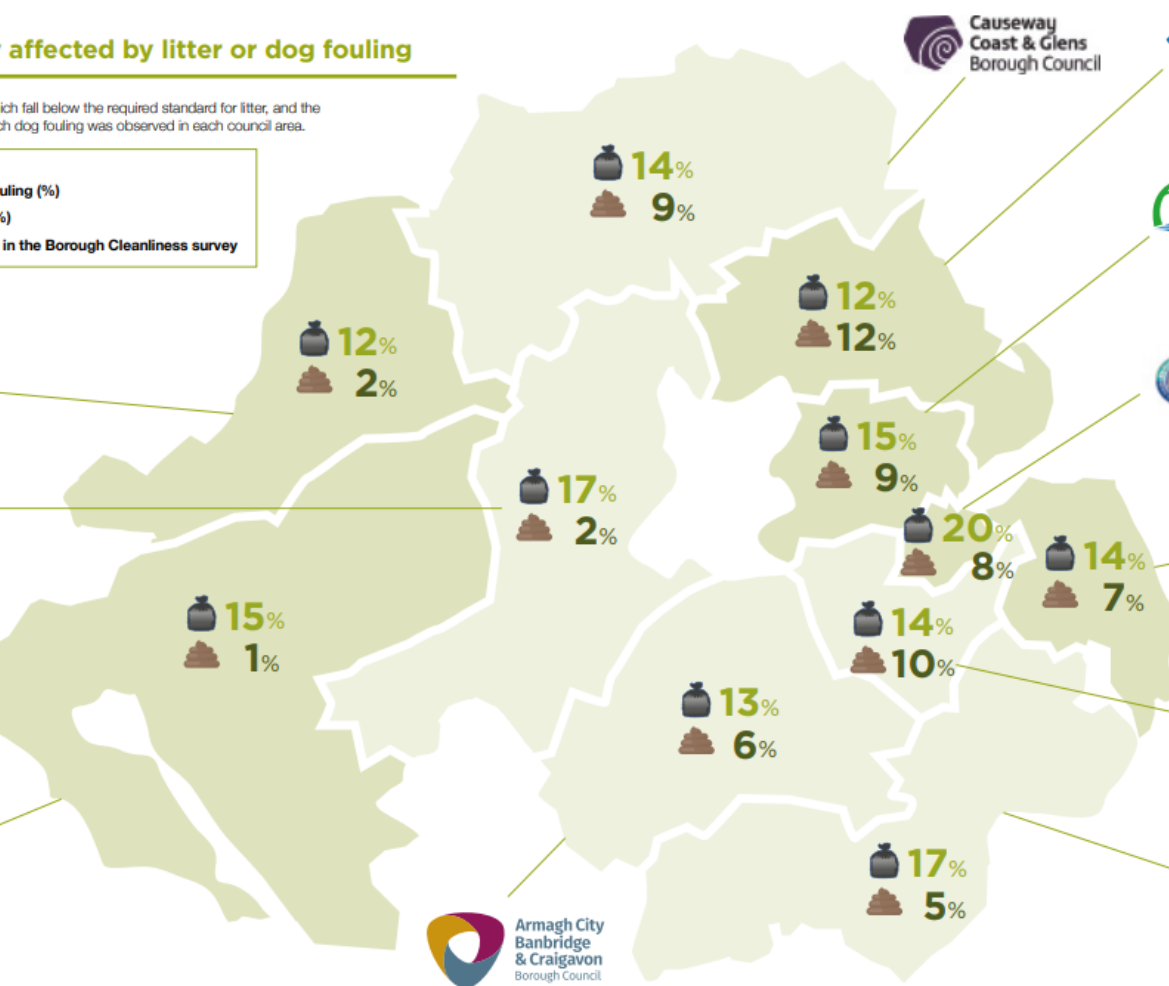 affected by litter or dog fouling
ich fall below the required standard for litter, and the
ch dog fouling was observed in each council area.
uling (%)
%)
in the Borough Cleanliness survey
Causeway
Coast & Glens
Borough Council
14%
9%
12%
12%
12%
2%
15%
9%
17%
2%
20%
8%
14%
7%
15%
1%
14%
10%
13%
6%
17%
5%
Armagh City
Banbridge
& Craigavon
Borough Council